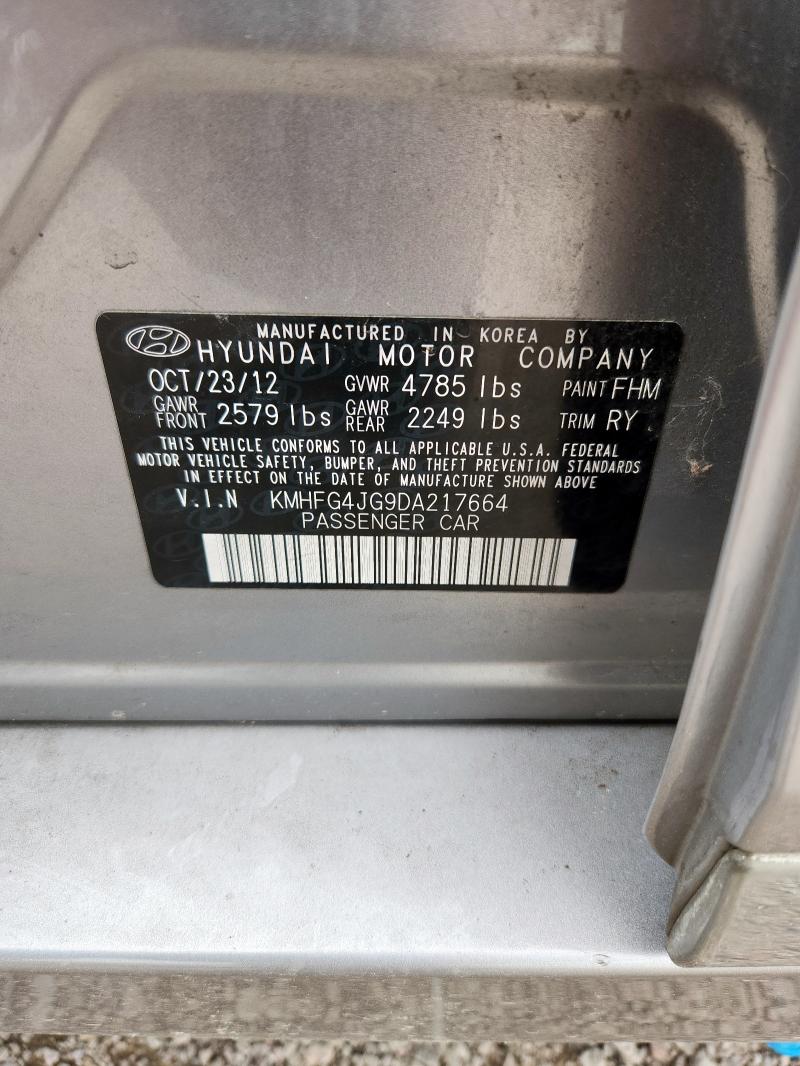 MANUFACTURED IN KOREA BY
HYUNDAI MOTOR COMPANY
OCT/23/12 GVWR 4785 lbs PAINT FHM
GAWR FRONT 2579 lbs GAWR REAR 2249 lbs TRIM RY
THIS VEHICLE CONFORMS TO ALL APPLICABLE U.S.A. FEDERAL
MOTOR VEHICLE SAFETY, BUMPER, AND THEFT PREVENTION STANDARDS
IN EFFECT ON THE DATE OF MANUFACTURE SHOWN ABOVE
V.I.N KMHFG4JG9DA217664
PASSENGER CAR